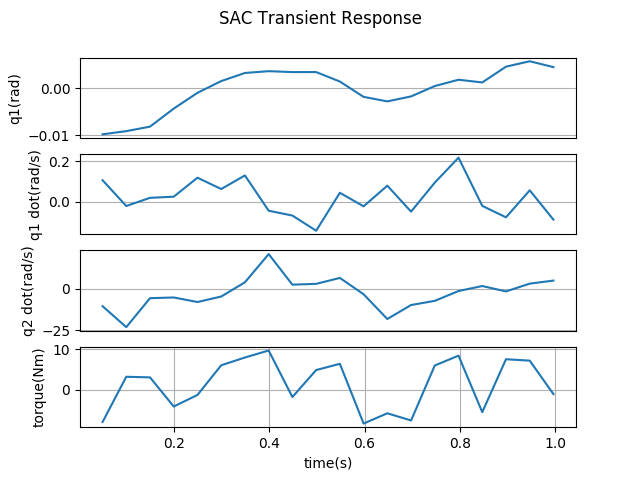 SAC Transient Response
q1(rad)
0.00
−0.01
q1 dot(rad/s)
0.2
0.0
q2 dot(rad/s)
0
−25
torque(Nm)
10
0
0.2 0.4 0.6 0.8 1.0
time(s)